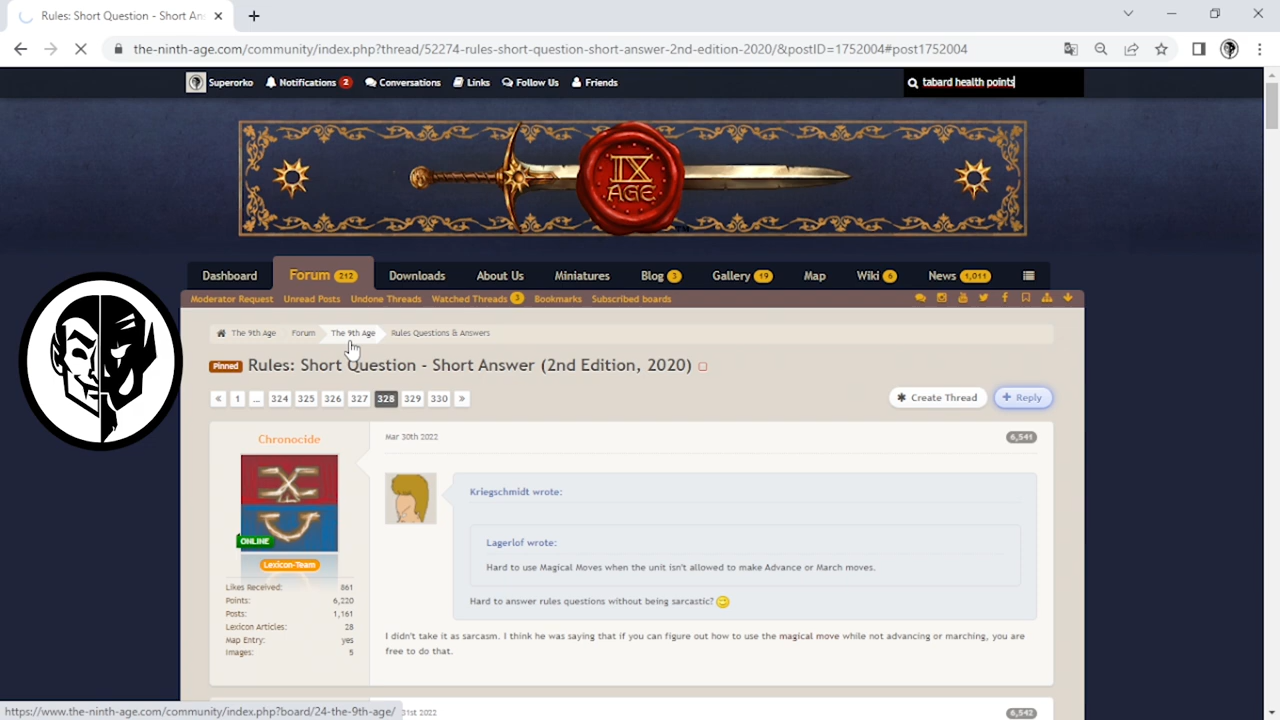 Rules: Short Question - Short An
the-ninth-age.com/community/index.php?thread/52274-rules-short-question-short-answer-2nd-edition-2020/&postID=1752004#post1752004
Superorko Notifications 2 Conversations Links Follow Us Friends tabard health points
IX
AGE
Dashboard Forum 212 Downloads About Us Miniatures Blog 3 Gallery 19 Map Wiki 6 News 1,011
Moderator Request Unread Posts Undone Threads Watched Threads 3 Bookmarks Subscribed boards
The 9th Age Forum The 9th Age Rules Questions & Answers
Pinned Rules: Short Question - Short Answer (2nd Edition, 2020)
« 1 ... 324 325 326 327 328 329 330 » Create Thread + Reply
Chronocide
Mar 30th 2022 6,541
Kriegschmidt wrote:
Lagerlof wrote:
Hard to use Magical Moves when the unit isn't allowed to make Advance or March moves.
Hard to answer rules questions without being sarcastic?
I didn't take it as sarcasm. I think he was saying that if you can figure out how to use the magical move while not advancing or marching, you are
free to do that.
ONLINE
Lexicon-Team
Likes Received: 861
Points: 6,220
Posts: 1,161
Lexicon Articles: 28
Map Entry: yes
Images: 5
https://www.the-ninth-age.com/community/index.php?board/24-the-9th-age/
1st 2022 6,542